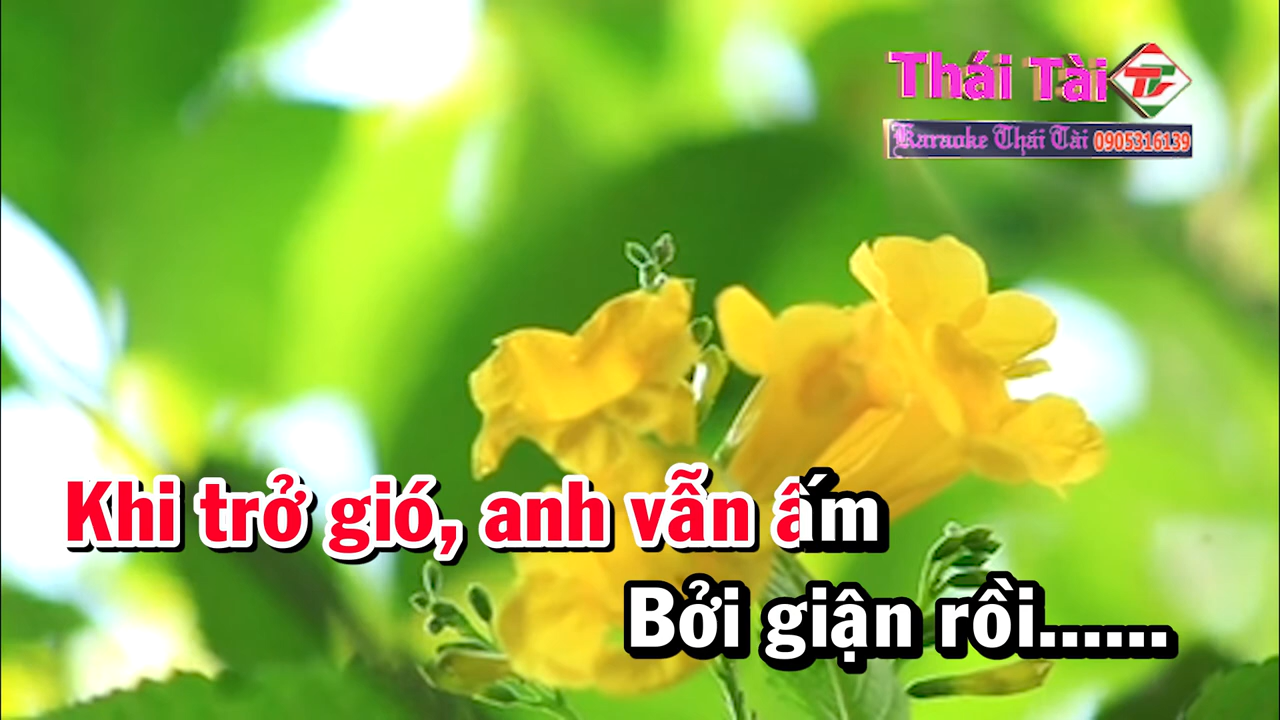 Thái Tài
Karaoke Thái Tài 0905316139
Khi trở gió, anh vẫn ấm
Bởi giận rồi......